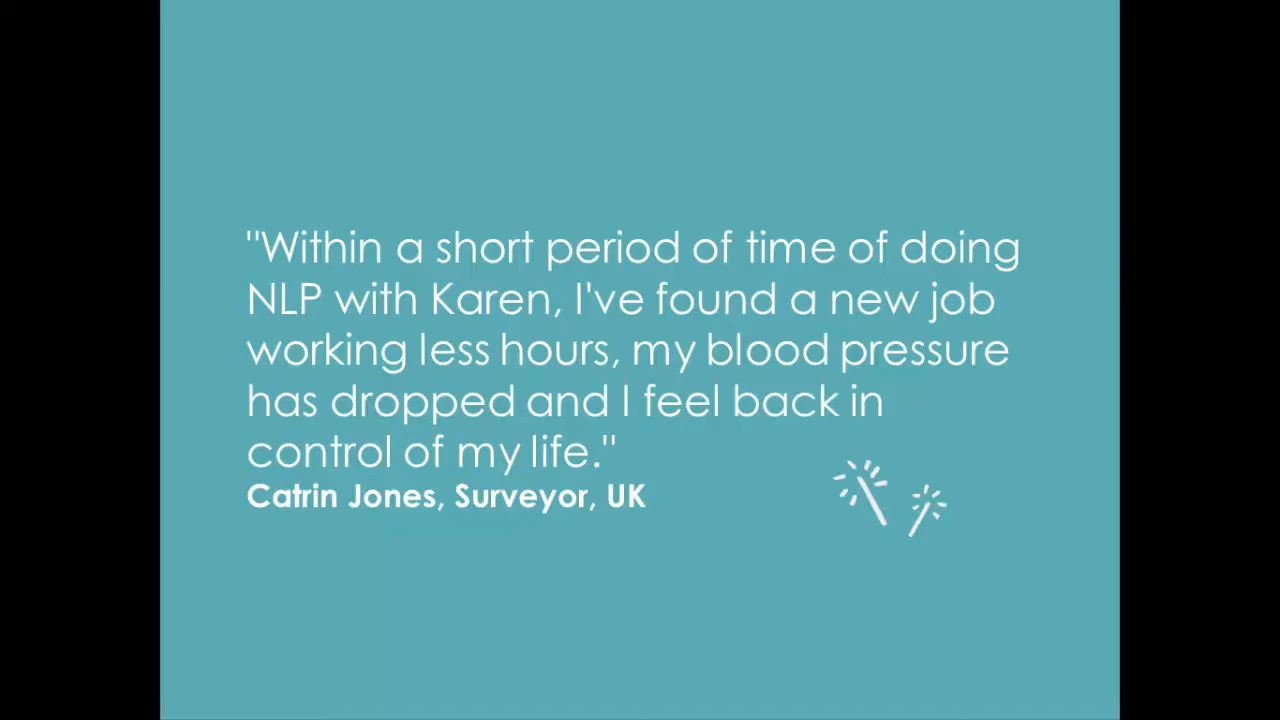 "Within a short period of time of doing
NLP with Karen, I've found a new job
working less hours, my blood pressure
has dropped and I feel back in
control of my life."
Catrin Jones, Surveyor, UK